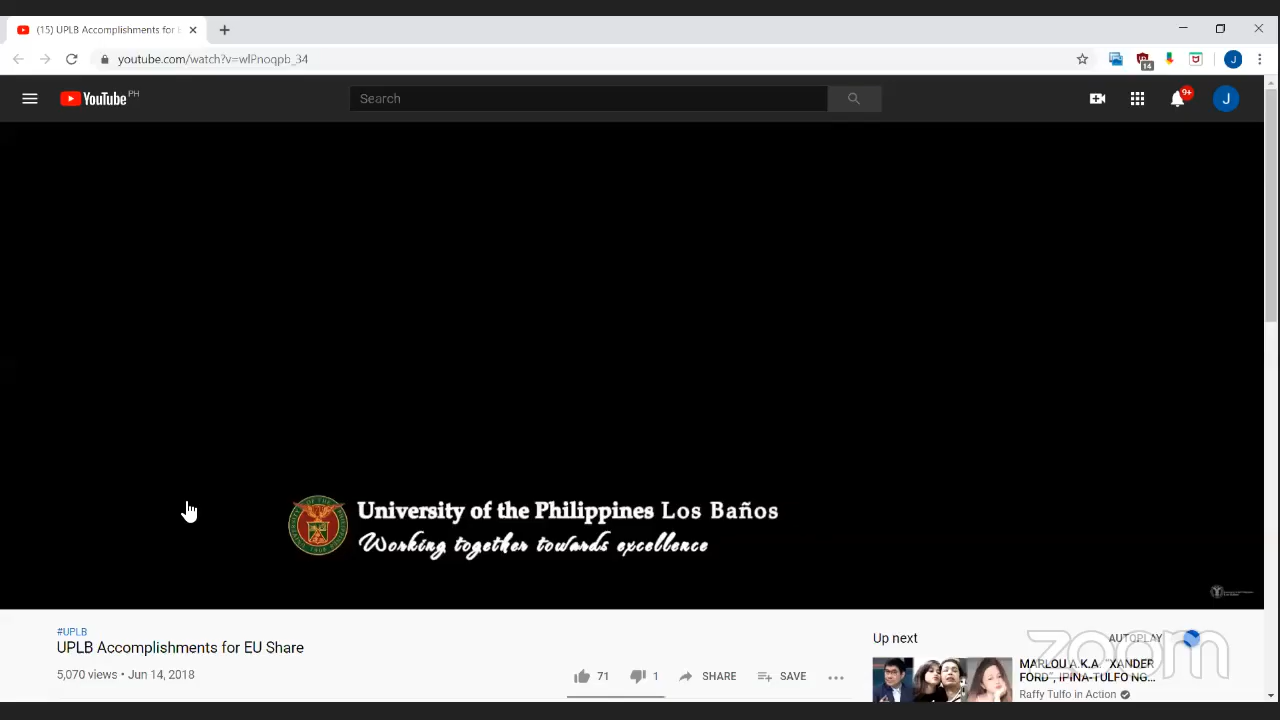 (15) UPLB Accomplishments for
youtube.com/watch?v=wlPnoqpb_34
14
J
YouTube PH
Search
9+
J
University of the Philippines Los Baños
Working together towards excellence
#UPLB
UPLB Accomplishments for EU Share
5,070 views • Jun 14, 2018
71
1
SHARE
SAVE
Up next
AUTOPLAY
zoom
MARLOU A.K.A. "XANDER
FORD", IPINA-TULFO NG...
Raffy Tulfo in Action